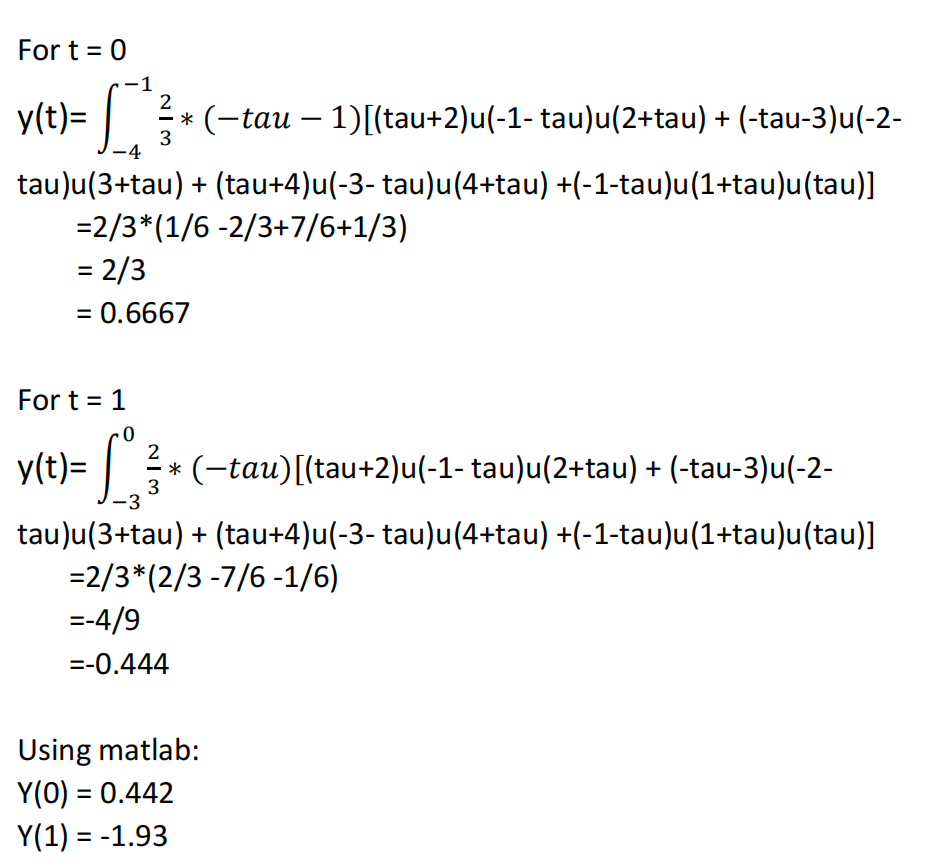 For t = 0
y(t)= ∫_{−4}^{−1} 2/3 * (−tau − 1)[(tau+2)u(-1- tau)u(2+tau) + (-tau-3)u(-2-
tau)u(3+tau) + (tau+4)u(-3- tau)u(4+tau) +(-1-tau)u(1+tau)u(tau)]
=2/3*(1/6 -2/3+7/6+1/3)
= 2/3
= 0.6667
For t = 1
y(t)= ∫_{−3}^{0} 2/3 * (−tau)[(tau+2)u(-1- tau)u(2+tau) + (-tau-3)u(-2-
tau)u(3+tau) + (tau+4)u(-3- tau)u(4+tau) +(-1-tau)u(1+tau)u(tau)]
=2/3*(2/3 -7/6 -1/6)
=-4/9
=-0.444
Using matlab:
Y(0) = 0.442
Y(1) = -1.93